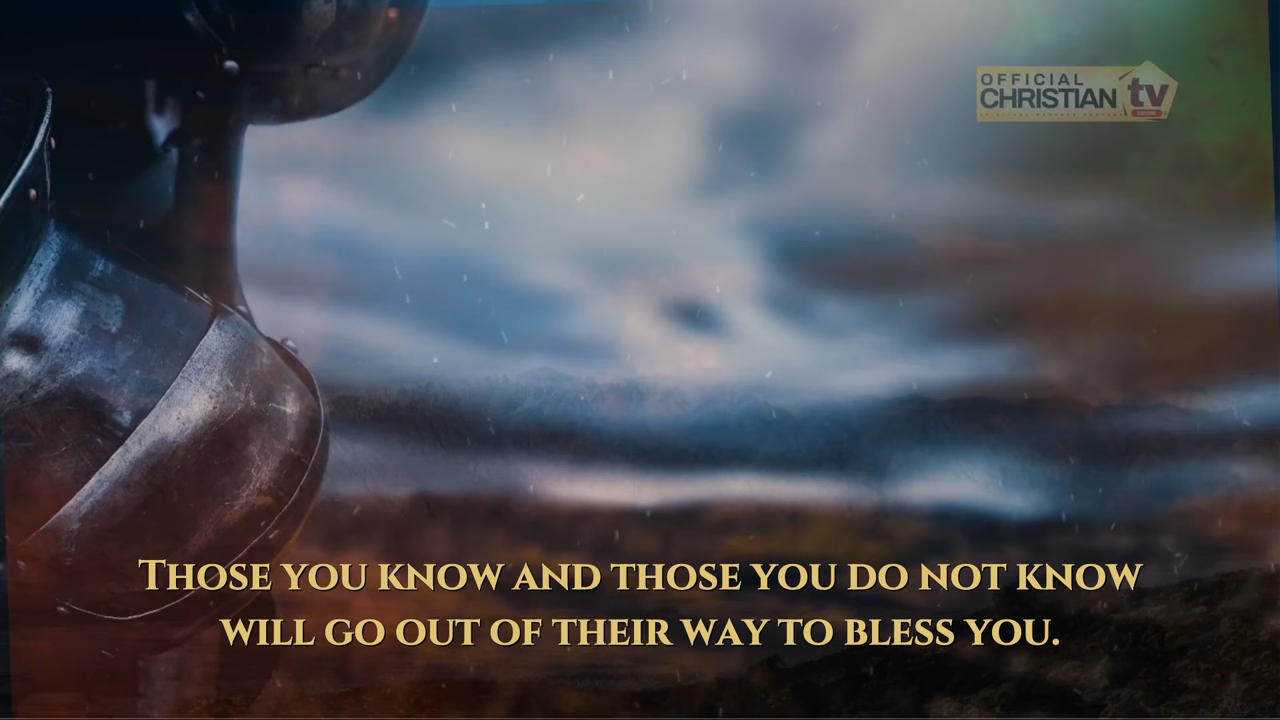 OFFICIAL
CHRISTIAN tv
THOSE YOU KNOW AND THOSE YOU DO NOT KNOW
WILL GO OUT OF THEIR WAY TO BLESS YOU.